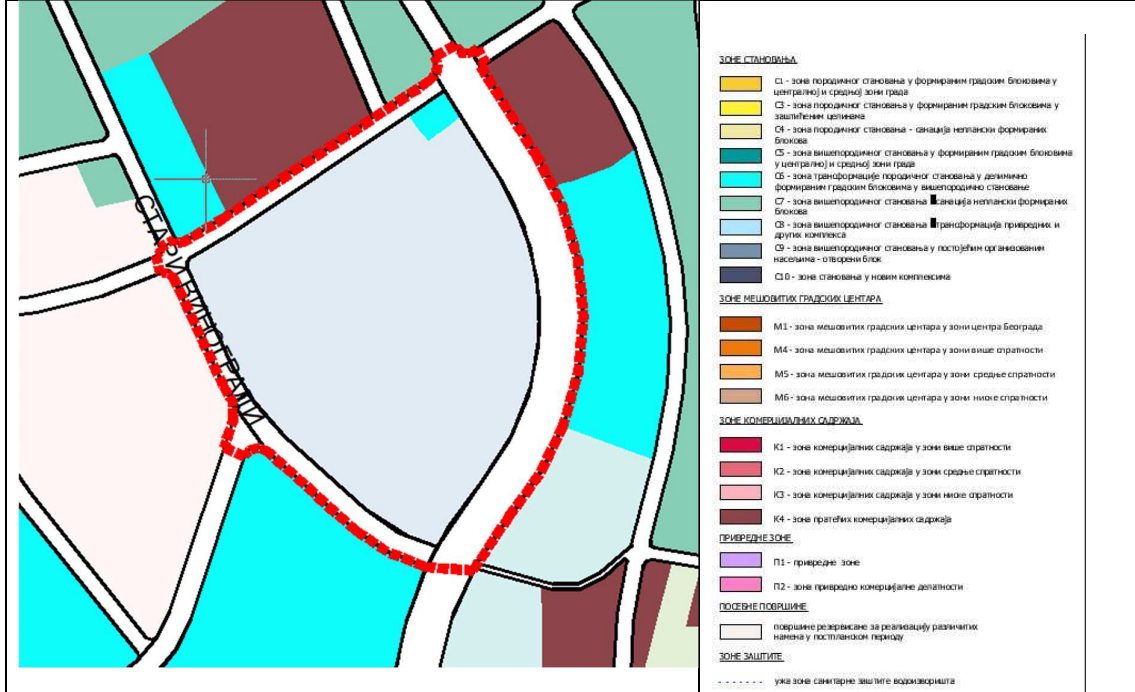 СТАРИ ВИНОГРАДИ
ЗОНЕ СТАНОВАЊА
С1 - зона породичног становања у формираним градским блоковима у
централној и средњој зони града
С3 - зона породичног становања у формираним градским блоковима у
заштићеним целинама
С4 - зона породичног становања - санација непланских формираних
блокова
С5 - зона вишепородичног становања у формираним градским блоковима
у централној и средњој зони града
С6 - зона трансформације породичног становања у делимично
формираним градским блоковима у вишепородично становање
С7 - зона вишепородичног становања санација неплански формираних
блокова
С8 - зона вишепородичног становања трансформација привредних и
других комплекса
С9 - зона вишепородичног становања у постојећим организованим
насељима - отворени блок
С10 - зона становања у новим комплексима
ЗОНЕ МЕШОВИТИХ ГРАДСКИХ ЦЕНТАРА
М1 - зона мешовитих градских центара у зони центра Београда
М4 - зона мешовитих градских центара у зони више спратности
М5 - зона мешовитих градских центара у зони средње спратности
М6 - зона мешовитих градских центара у зони ниске спратности
ЗОНЕ КОМЕРЦИЈАЛНИХ САДРЖАЈА
К1 - зона комерцијалних садржаја у зони више спратности
К2 - зона комерцијалних садржаја у зони средње спратности
К3 - зона комерцијалних садржаја у зони ниске спратности
К4 - зона пратећих комерцијалних садржаја
ПРИВРЕДНЕ ЗОНЕ
П1 - привредне зоне
П2 - зона привредно комерцијалне делатности
ПОСЕБНЕ ПОВРШИНЕ
површине резервисане за реализацију различитих
намена у постпланском периоду
ЗОНЕ ЗАШТИТЕ
ужа зона санитарне заштите водоизворишта